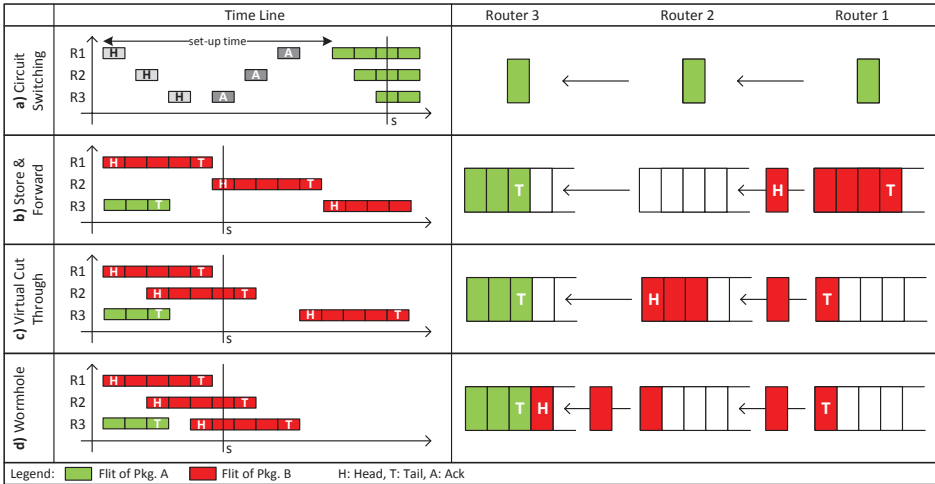 Time Line Router 3 Router 2 Router 1
a) Circuit
Switching
set-up time
R1 H A
R2 H A
R3 H A
s
b) Store &
Forward
R1 H T
R2 H T
R3 T H
s
T H T
c) Virtual Cut
Through
R1 H T
R2 H T
R3 T H T
s
T H T
d) Wormhole
R1 H T
R2 H T
R3 T H T
s
T H T
Legend: Flit of Pkg. A Flit of Pkg. B H: Head, T: Tail, A: Ack